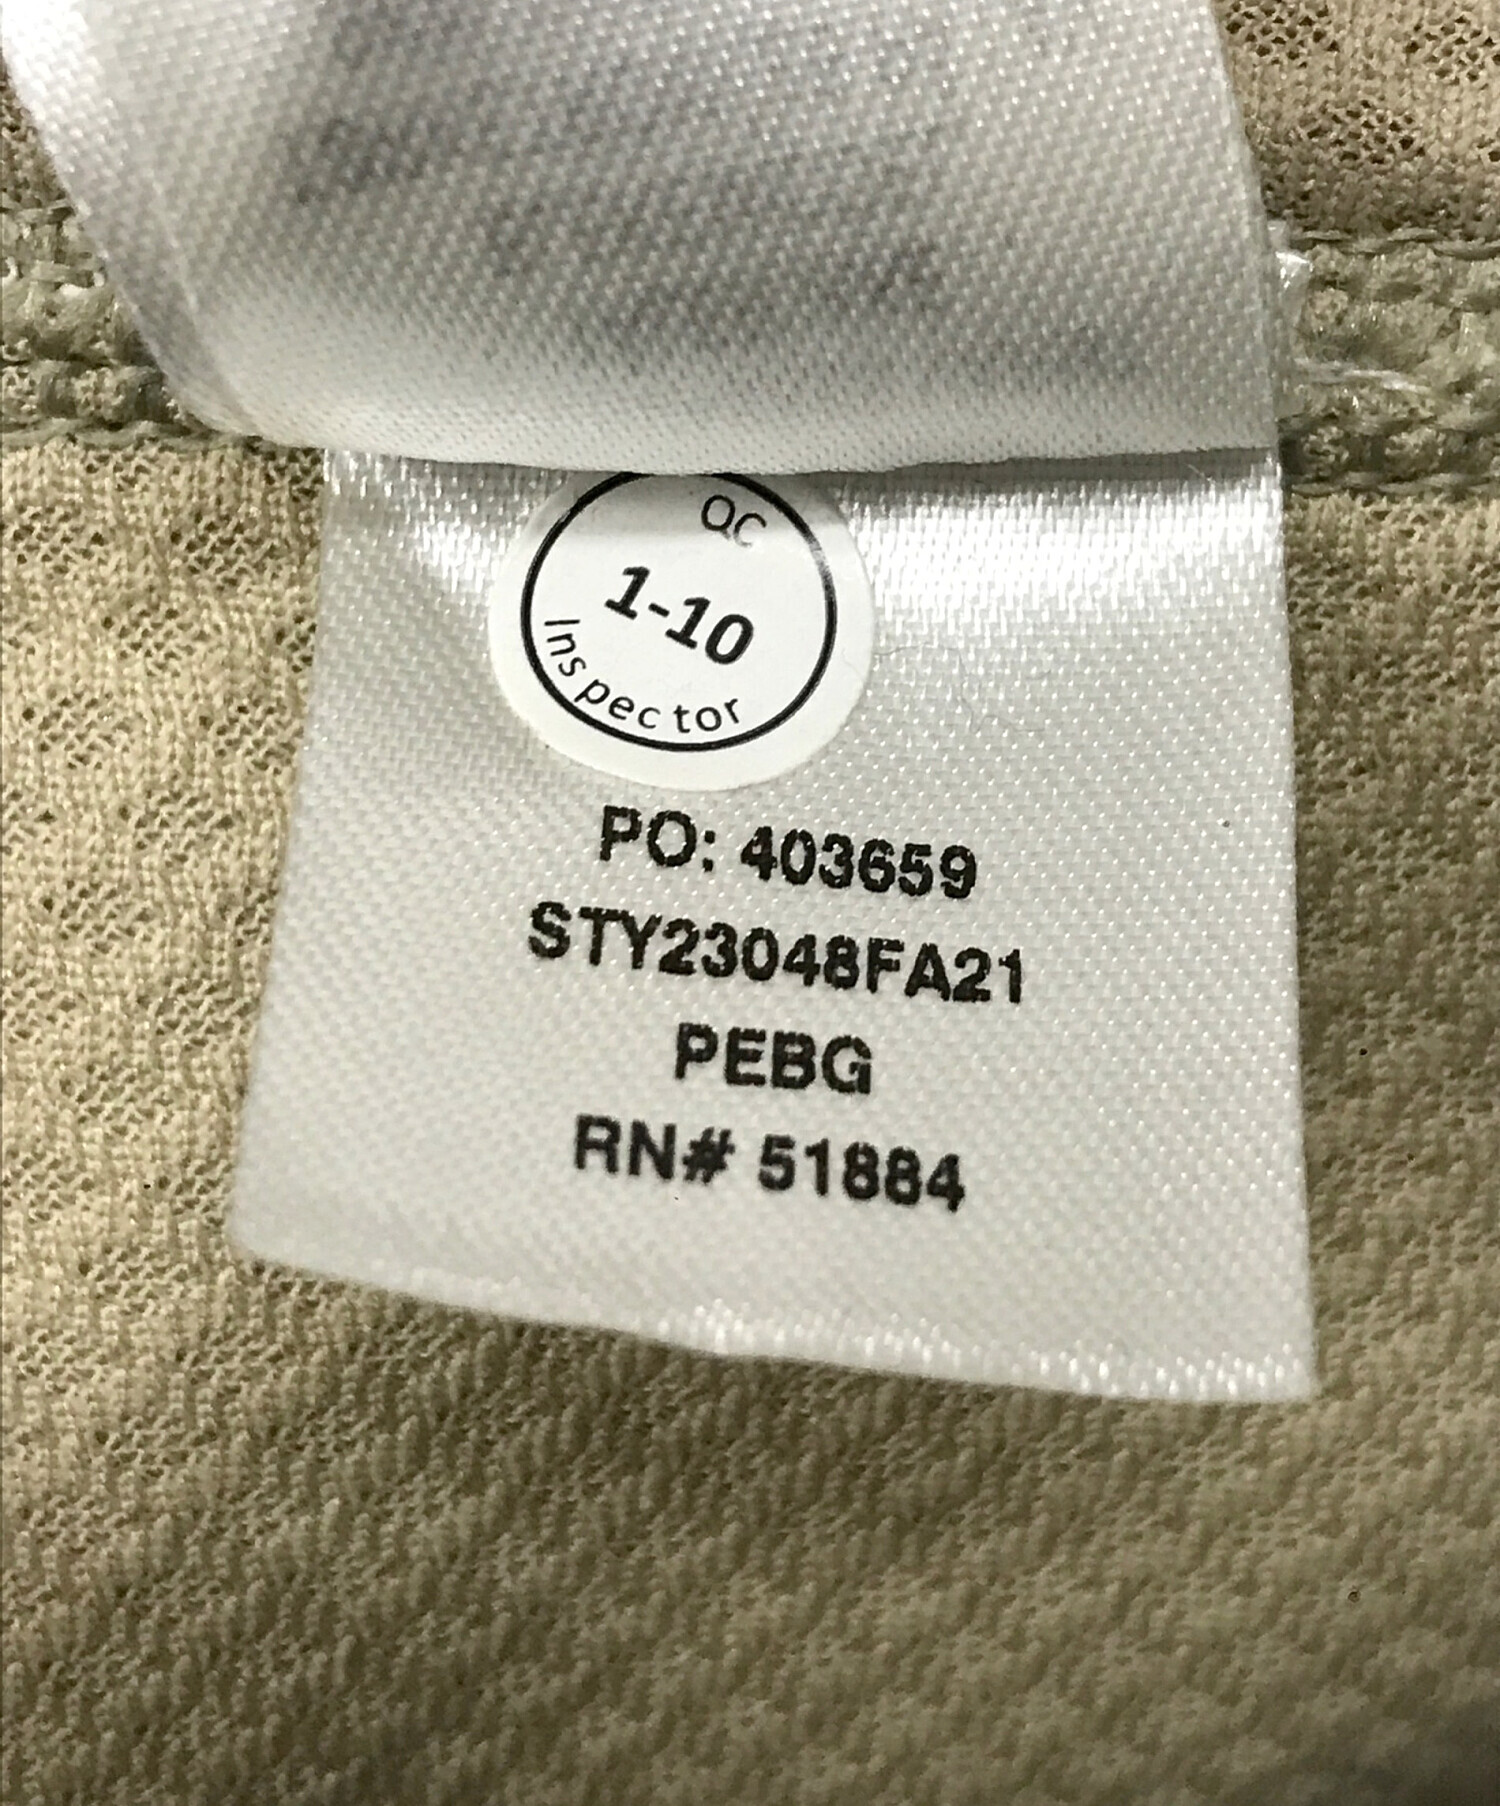 QC
1-10
Inspector
PO: 403659
STY23048FA21
PEBG
RN# 51884